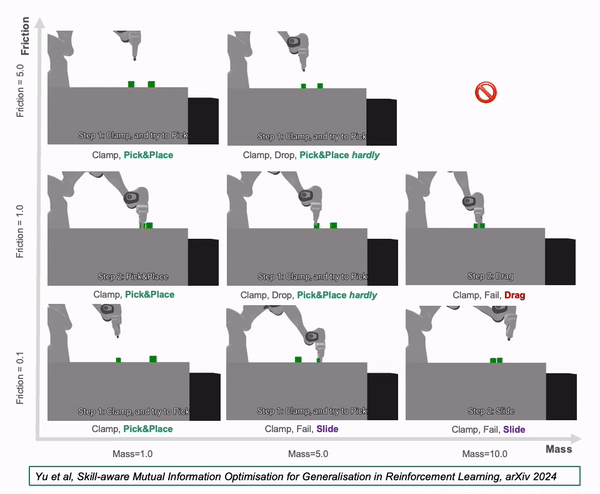 Friction
Friction = 5.0
Step 1: Clamp, and try to Pick
Step 1: Clamp, and try to Pick
Clamp, Pick&Place
Clamp, Drop, Pick&Place hardly
Friction = 1.0
Step 2: Pick&Place
Step 1: Clamp, and try to Pick
Step 2: Drag
Clamp, Pick&Place
Clamp, Drop, Pick&Place hardly
Clamp, Fail, Drag
Friction = 0.1
Step 1: Clamp, and try to Pick
Step 1: Clamp, and try to Pick
Step 2: Slide
Clamp, Pick&Place
Clamp, Fail, Slide
Clamp, Fail, Slide
Mass=1.0
Mass=5.0
Mass=10.0
Mass
Yu et al, Skill-aware Mutual Information Optimisation for Generalisation in Reinforcement Learning, arXiv 2024